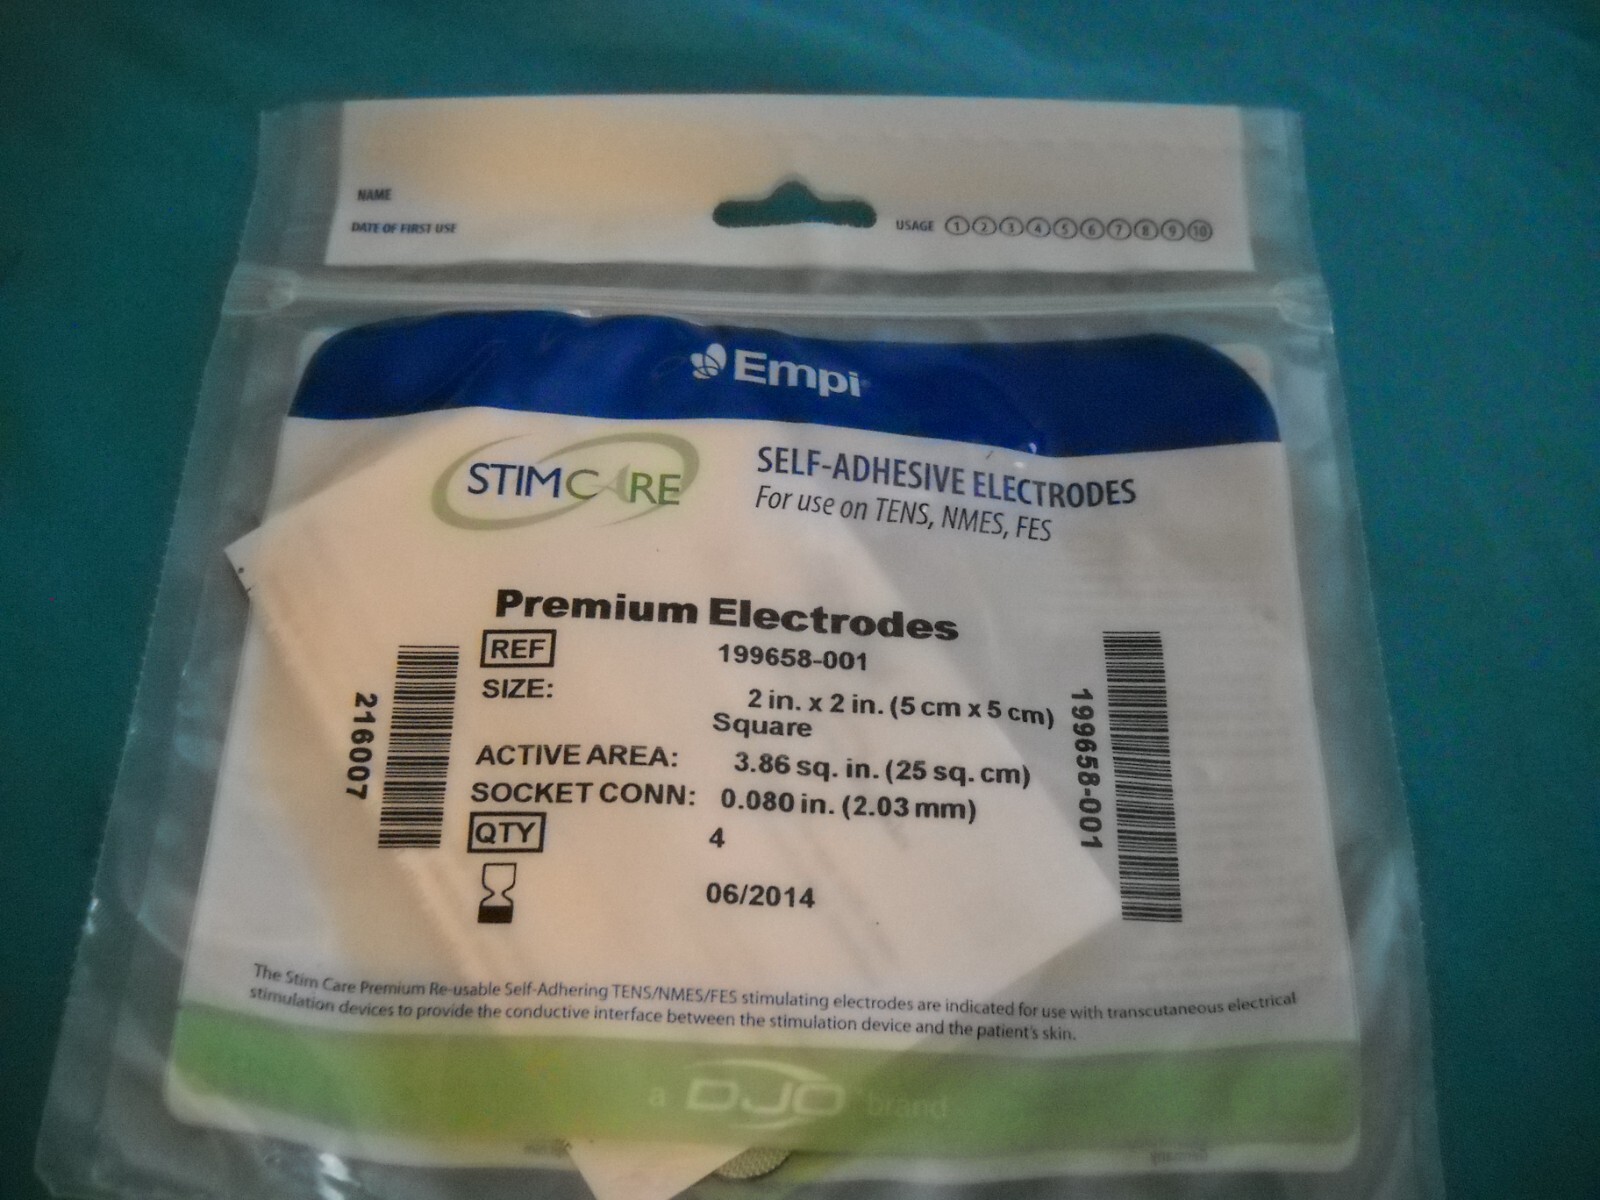 NAME
DATE OF FIRST USE
USAGE 1 2 3 4 5 6 7 8 9 10
Empi
STIMCARE
SELF-ADHESIVE ELECTRODES
For use on TENS, NMES, FES
Premium Electrodes
REF 199658-001
SIZE: 2 in. x 2 in. (5 cm x 5 cm)
Square
ACTIVE AREA: 3.86 sq. in. (25 sq. cm)
SOCKET CONN: 0.080 in. (2.03 mm)
QTY 4
06/2014
216007
199658-001
The Stim Care Premium Re-usable Self-Adhering TENS/NMES/FES stimulating electrodes are indicated for use with transcutaneous electrical
stimulation devices to provide the conductive interface between the stimulation device and the patient's skin.
a DJO brand